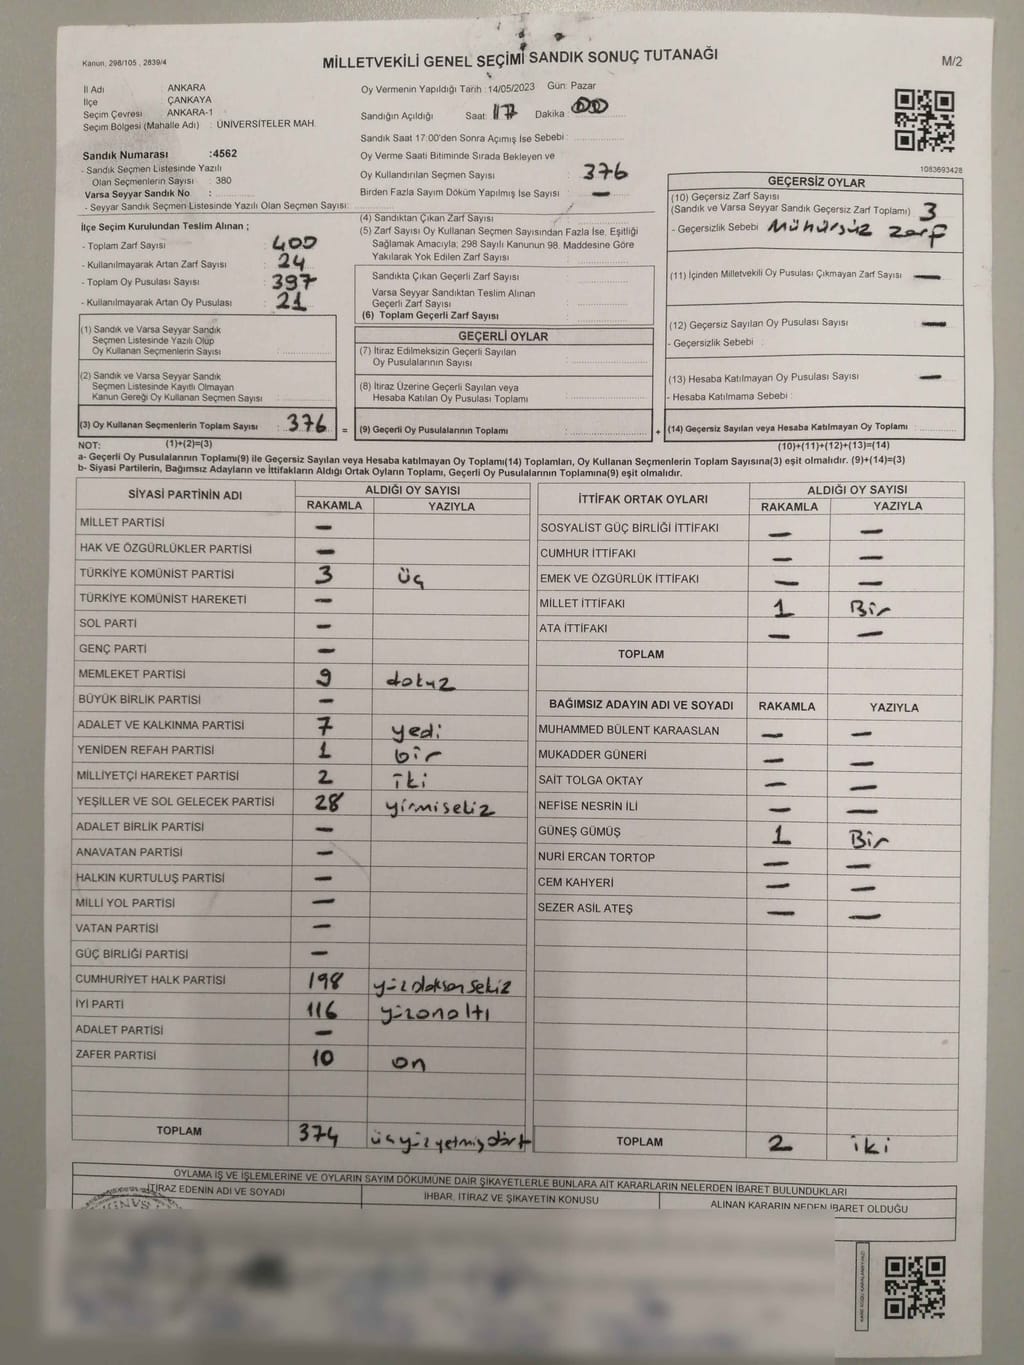 Kanun, 298/105 , 2839/4
MİLLETVEKİLİ GENEL SEÇİMİ SANDIK SONUÇ TUTANAĞI
M/2
İl Adı : ANKARA
İlçe : ÇANKAYA
Seçim Çevresi : ANKARA-1
Seçim Bölgesi (Mahalle Adı) : ÜNİVERSİTELER MAH.
Sandık Numarası :4562
- Sandık Seçmen Listesinde Yazılı
Olan Seçmenlerin Sayısı : 380
Varsa Seyyar Sandık No :
- Seyyar Sandık Seçmen Listesinde Yazılı Olan Seçmen Sayısı:
Oy Vermenin Yapıldığı Tarih :14/05/2023 Gün: Pazar
Sandığın Açıldığı Saat: 17 Dakika: 00
Sandık Saat 17:00'den Sonra Açımış İse Sebebi :
Oy Verme Saati Bitiminde Sırada Bekleyen ve
Oy Kullandırılan Seçmen Sayısı : 376
Birden Fazla Sayım Döküm Yapılmış İse Sayısı : —
1083693428
İlçe Seçim Kurulundan Teslim Alınan ;
- Toplam Zarf Sayısı : 400
- Kullanılmayarak Artan Zarf Sayısı : 24
- Toplam Oy Pusulası Sayısı : 397
- Kullanılmayarak Artan Oy Pusulası : 21
(1) Sandık ve Varsa Seyyar Sandık
Seçmen Listesinde Yazılı Olup
Oy Kullanan Seçmenlerin Sayısı :
(2) Sandık ve Varsa Seyyar Sandık
Seçmen Listesinde Kayıtlı Olmayan
Kanun Gereği Oy Kullanan Seçmen Sayısı :
(3) Oy Kullanan Seçmenlerin Toplam Sayısı : 376 =
(1)+(2)=(3)
(4) Sandıktan Çıkan Zarf Sayısı :
(5) Zarf Sayısı Oy Kullanan Seçmen Sayısından Fazla İse, Eşitliği
Sağlamak Amacıyla; 298 Sayılı Kanunun 98. Maddesine Göre
Yakılarak Yok Edilen Zarf Sayısı :
Sandıkta Çıkan Geçerli Zarf Sayısı :
Varsa Seyyar Sandıktan Teslim Alınan
Geçerli Zarf Sayısı :
(6) Toplam Geçerli Zarf Sayısı :
GEÇERLİ OYLAR
(7) İtiraz Edilmeksizin Geçerli Sayılan
Oy Pusulalarının Sayısı :
(8) İtiraz Üzerine Geçerli Sayılan veya
Hesaba Katılan Oy Pusulası Toplamı :
(9) Geçerli Oy Pusulalarının Toplamı : +
GEÇERSİZ OYLAR
(10) Geçersiz Zarf Sayısı
(Sandık ve Varsa Seyyar Sandık Geçersiz Zarf Toplamı) : 3
- Geçersizlik Sebebi : Mühürsüz zarf
(11) İçinden Milletvekili Oy Pusulası Çıkmayan Zarf Sayısı : —
(12) Geçersiz Sayılan Oy Pusulası Sayısı : —
- Geçersizlik Sebebi :
(13) Hesaba Katılmayan Oy Pusulası Sayısı : —
- Hesaba Katılmama Sebebi :
(14) Geçersiz Sayılan veya Hesaba Katılmayan Oy Toplamı :
(10)+(11)+(12)+(13)=(14)
NOT:
a- Geçerli Oy Pusulalarının Toplamı(9) ile Geçersiz Sayılan veya Hesaba Katılmayan Oy Toplamı(14) Toplamları, Oy Kullanan Seçmenlerin Toplam Sayısına(3) eşit olmalıdır. (9)+(14)=(3)
b- Siyasi Partilerin, Bağımsız Adayların ve İttifakların Aldığı Ortak Oyların Toplamı, Geçerli Oy Pusulalarının Toplamına(9) eşit olmalıdır.
SİYASİ PARTİNİN ADI ALDIĞI OY SAYISI
RAKAMLA YAZIYLA
MİLLET PARTİSİ —
HAK VE ÖZGÜRLÜKLER PARTİSİ —
TÜRKİYE KOMÜNİST PARTİSİ 3 üç
TÜRKİYE KOMÜNİST HAREKETİ —
SOL PARTİ —
GENÇ PARTİ —
MEMLEKET PARTİSİ 9 dokuz
BÜYÜK BİRLİK PARTİSİ —
ADALET VE KALKINMA PARTİSİ 7 yedi
YENİDEN REFAH PARTİSİ 1 bir
MİLLİYETÇİ HAREKET PARTİSİ 2 iki
YEŞİLLER VE SOL GELECEK PARTİSİ 28 yirmisekiz
ADALET BİRLİK PARTİSİ —
ANAVATAN PARTİSİ —
HALKIN KURTULUŞ PARTİSİ —
MİLLİ YOL PARTİSİ —
VATAN PARTİSİ —
GÜÇ BİRLİĞİ PARTİSİ —
CUMHURİYET HALK PARTİSİ 198 yüzdoksansekiz
İYİ PARTİ 116 yüzonaltı
ADALET PARTİSİ —
ZAFER PARTİSİ 10 on
TOPLAM 374 üçyüzyetmişdört
İTTİFAK ORTAK OYLARI ALDIĞI OY SAYISI
RAKAMLA YAZIYLA
SOSYALİST GÜÇ BİRLİĞİ İTTİFAKI — —
CUMHUR İTTİFAKI — —
EMEK VE ÖZGÜRLÜK İTTİFAKI — —
MİLLET İTTİFAKI 1 Bir
ATA İTTİFAKI — —
TOPLAM
BAĞIMSIZ ADAYIN ADI VE SOYADI RAKAMLA YAZIYLA
MUHAMMED BÜLENT KARAASLAN — —
MUKADDER GÜNERİ — —
SAİT TOLGA OKTAY — —
NEFİSE NESRİN İLİ — —
GÜNEŞ GÜMÜŞ 1 Bir
NURİ ERCAN TORTOP — —
CEM KAHYERİ — —
SEZER ASİL ATEŞ — —
TOPLAM 2 iki
OYLAMA İŞ VE İŞLEMLERİNE VE OYLARIN SAYIM DÖKÜMÜNE DAİR ŞİKAYETLERLE BUNLARA AİT KARARLARIN NELERDEN İBARET BULUNDUKLARI
İTİRAZ EDENİN ADI VE SOYADI İHBAR, İTİRAZ VE ŞİKAYETİN KONUSU ALINAN KARARIN NEDEN İBARET OLDUĞU